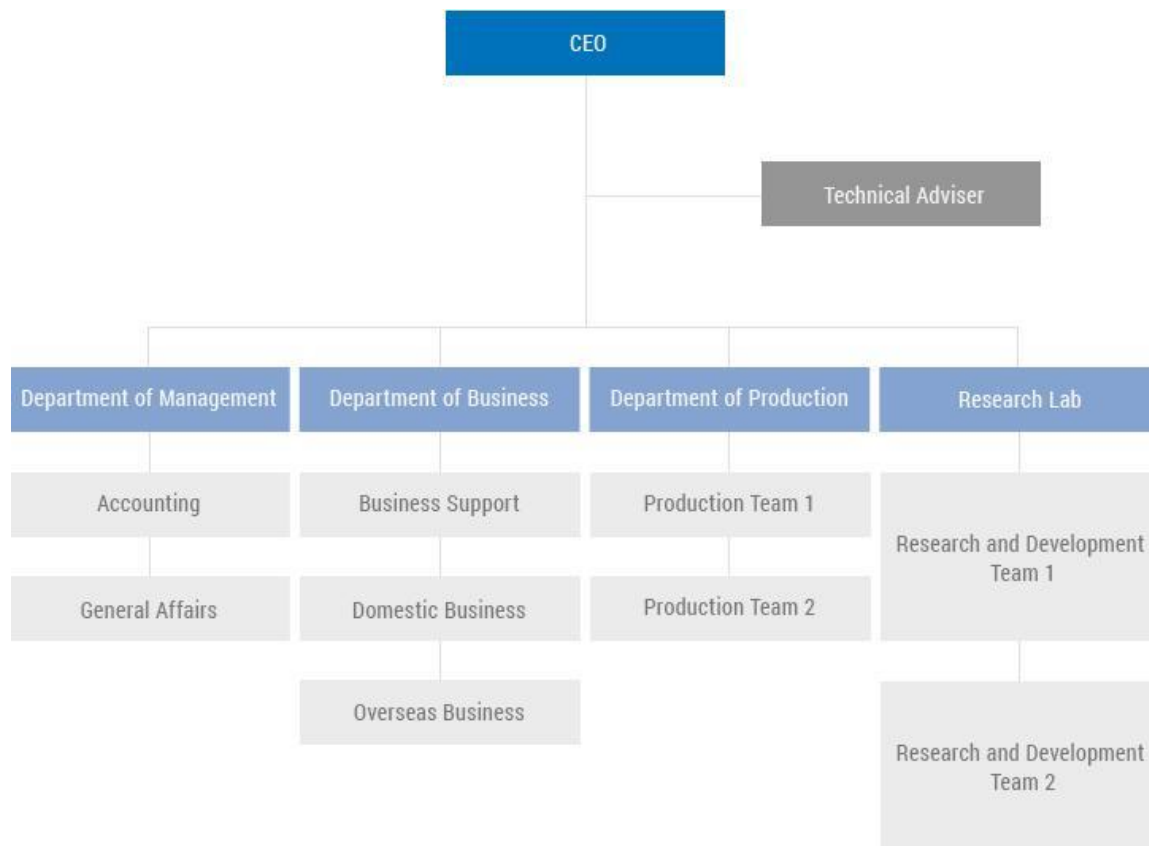 CEO
Technical Adviser
Department of Management
Department of Business
Department of Production
Research Lab
Accounting
Business Support
Production Team 1
Research and Development
Team 1
General Affairs
Domestic Business
Production Team 2
Overseas Business
Research and Development
Team 2